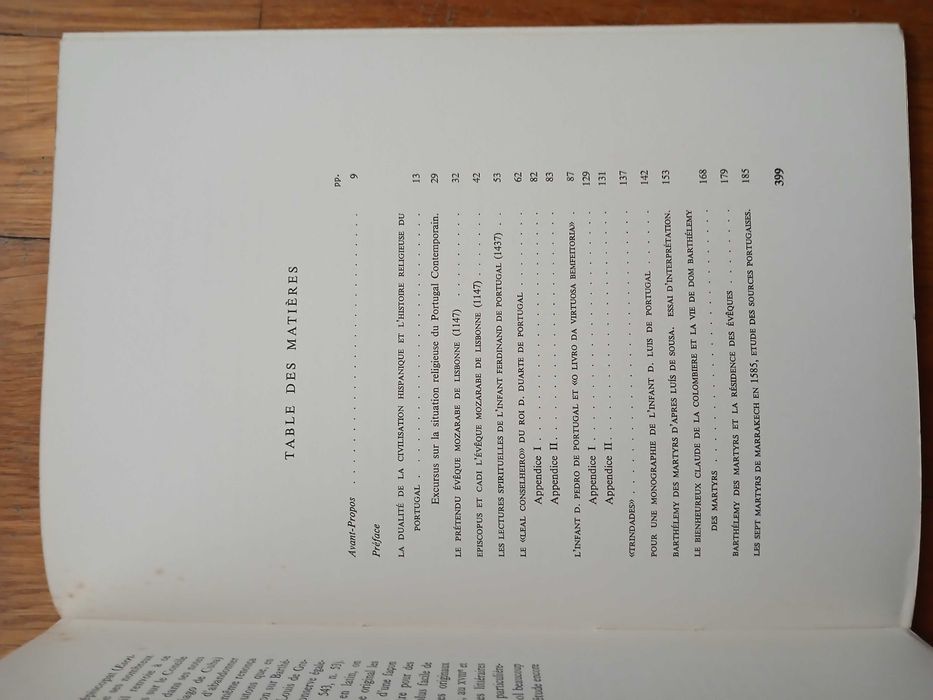 TABLE DES MATIÈRES
pp.
Avant-Propos . . . . . . . . . . . . . . . . . . . . . . 9
Préface
LA DUALITÉ DE LA CIVILISATION HISPANIQUE ET L'HISTOIRE RELIGIEUSE DU
PORTUGAL . . . . . . . . . . . . . . . . . . . . . . 13
Excursus sur la situation religieuse du Portugal Contemporain. 29
LE PRÉTENDU ÉVÊQUE MOZARABE DE LISBONNE (1147) . . . . . . . . 32
EPISCOPUS ET CADI L'ÉVÊQUE MOZARABE DE LISBONNE (1147) . . . . . 42
LES LECTURES SPIRITUELLES DE L'INFANT FERDINAND DE PORTUGAL (1437) . . . 53
LE «LEAL CONSELHEIRO» DU ROI D. DUARTE DE PORTUGAL . . . . . . 62
Appendice I . . . . . . . . . . . . . . . . . . 82
Appendice II . . . . . . . . . . . . . . . . . . 83
L'INFANT D. PEDRO DE PORTUGAL ET «O LIVRO DA VIRTUOSA BEMFEITORIA» . 87
Appendice I . . . . . . . . . . . . . . . . . . 129
Appendice II . . . . . . . . . . . . . . . . . . 131
«TRINDADES» . . . . . . . . . . . . . . . . . . . . . 137
POUR UNE MONOGRAPHIE DE L'INFANT D. LUIS DE PORTUGAL . . . . . 142
BARTHÉLEMY DES MARTYRS D'APRES LUÍS DE SOUSA. ESSAI D'INTERPRÉTATION. 153
LE BIENHEUREUX CLAUDE DE LA COLOMBIERE ET LA VIE DE DOM BARTHÉLEMY
DES MARTYRS . . . . . . . . . . . . . . . . . . . . 168
BARTHÉLEMY DES MARTYRS ET LA RÉSIDENCE DES ÉVÊQUES . . . . . . 179
LES SEPT MARTYRS DE MARRAKECH EN 1585, ETUDE DES SOURCES PORTUGAISES. 185
399